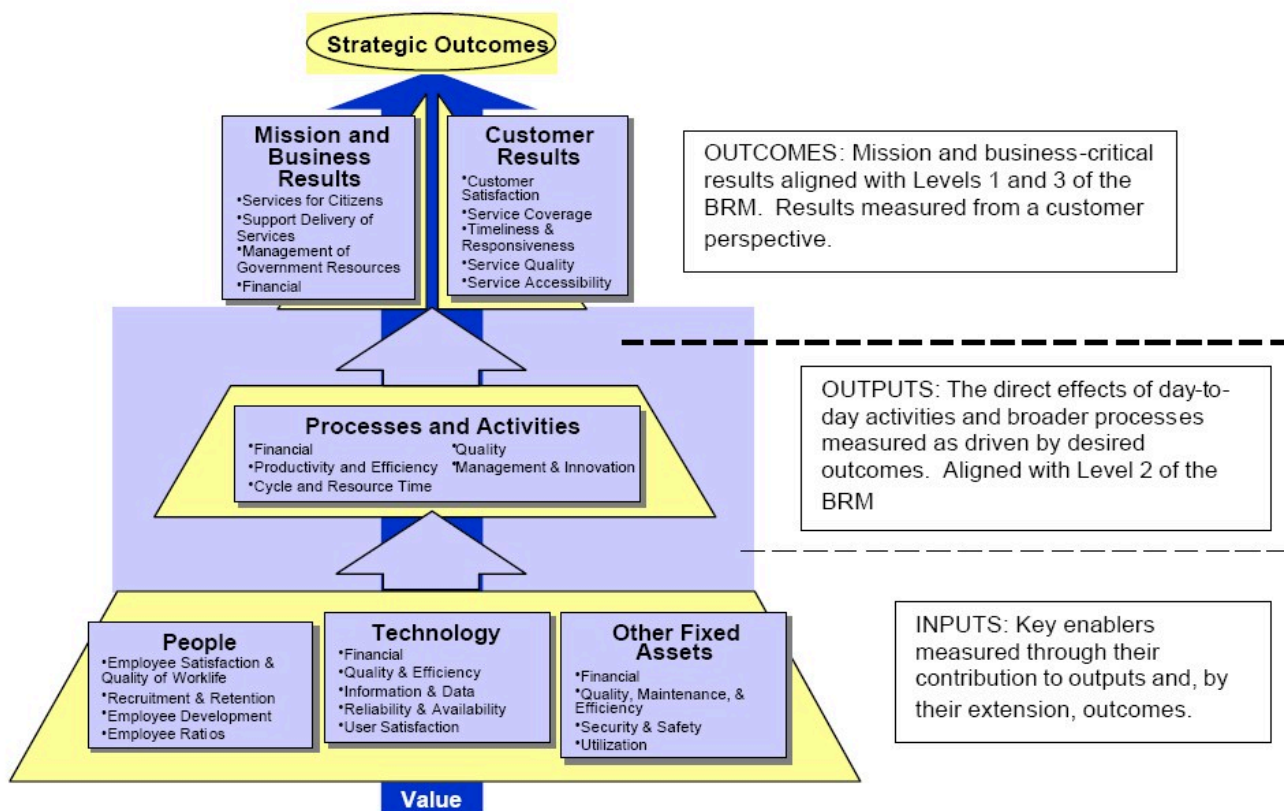 Strategic Outcomes
Mission and
Business
Results
•Services for Citizens
•Support Delivery of
Services
•Management of
Government Resources
•Financial
Customer
Results
•Customer
Satisfaction
•Service Coverage
•Timeliness &
Responsiveness
•Service Quality
•Service Accessibility
OUTCOMES: Mission and business-critical
results aligned with Levels 1 and 3 of the
BRM. Results measured from a customer
perspective.
Processes and Activities
•Financial
•Productivity and Efficiency
•Cycle and Resource Time
•Quality
•Management & Innovation
OUTPUTS: The direct effects of day-to-
day activities and broader processes
measured as driven by desired
outcomes. Aligned with Level 2 of the
BRM
People
•Employee Satisfaction &
Quality of Worklife
•Recruitment & Retention
•Employee Development
•Employee Ratios
Technology
•Financial
•Quality & Efficiency
•Information & Data
•Reliability & Availability
•User Satisfaction
Other Fixed
Assets
•Financial
•Quality, Maintenance, &
Efficiency
•Security & Safety
•Utilization
INPUTS: Key enablers
measured through their
contribution to outputs and, by
their extension, outcomes.
Value